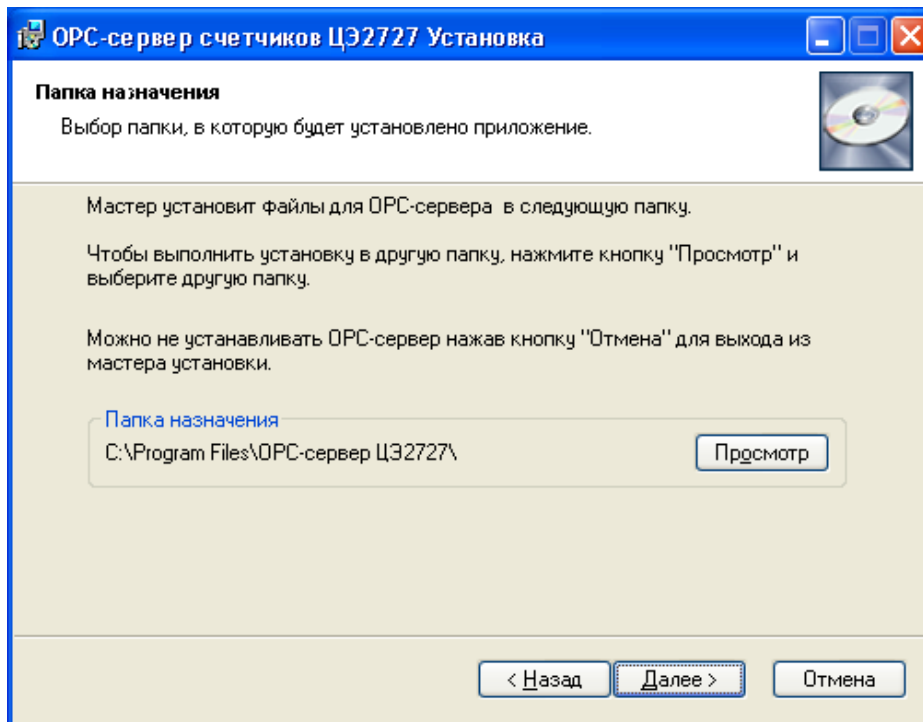 OPC-сервер счетчиков ЦЭ2727 Установка
Папка назначения
Выбор папки, в которую будет установлено приложение.
Мастер установит файлы для OPC-сервера в следующую папку.
Чтобы выполнить установку в другую папку, нажмите кнопку "Просмотр" и
выберите другую папку.
Можно не устанавливать OPC-сервер нажав кнопку "Отмена" для выхода из
мастера установки.
Папка назначения
C:\Program Files\OPC-сервер ЦЭ2727\
Просмотр
< Назад
Далее >
Отмена